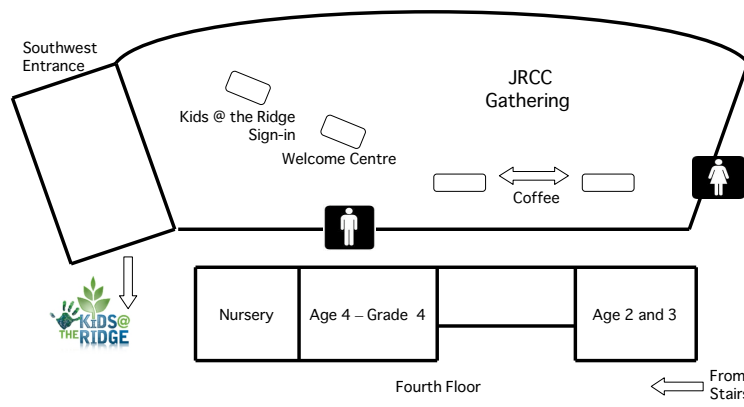 Southwest
Entrance
JRCC
Gathering
Kids @ the Ridge
Sign-in
Welcome Centre
Coffee
KiDS@
THE RIDGE
Nursery
Age 4 – Grade 4
Age 2 and 3
Fourth Floor
From
Stairs